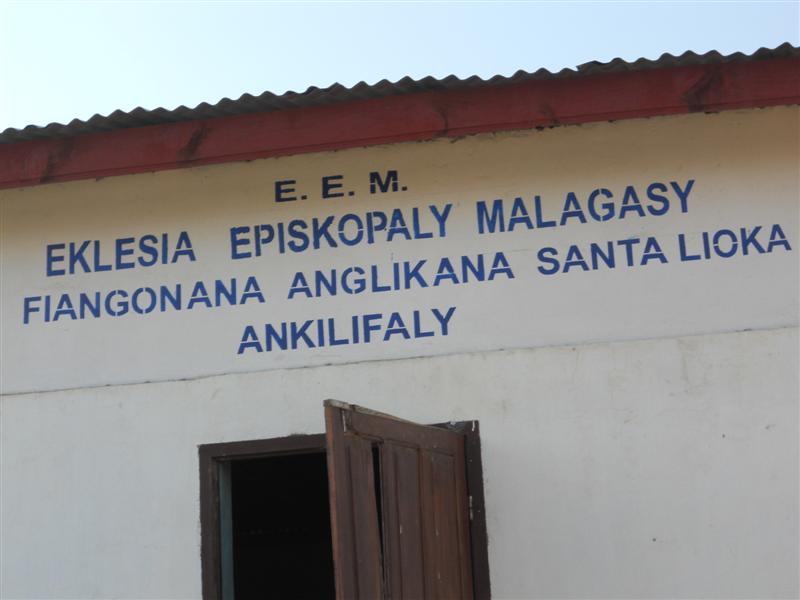 E. E. M.
EKLESIA EPISKOPALY MALAGASY
FIANGONANA ANGLIKANA SANTA LIOKA
ANKILIFALY